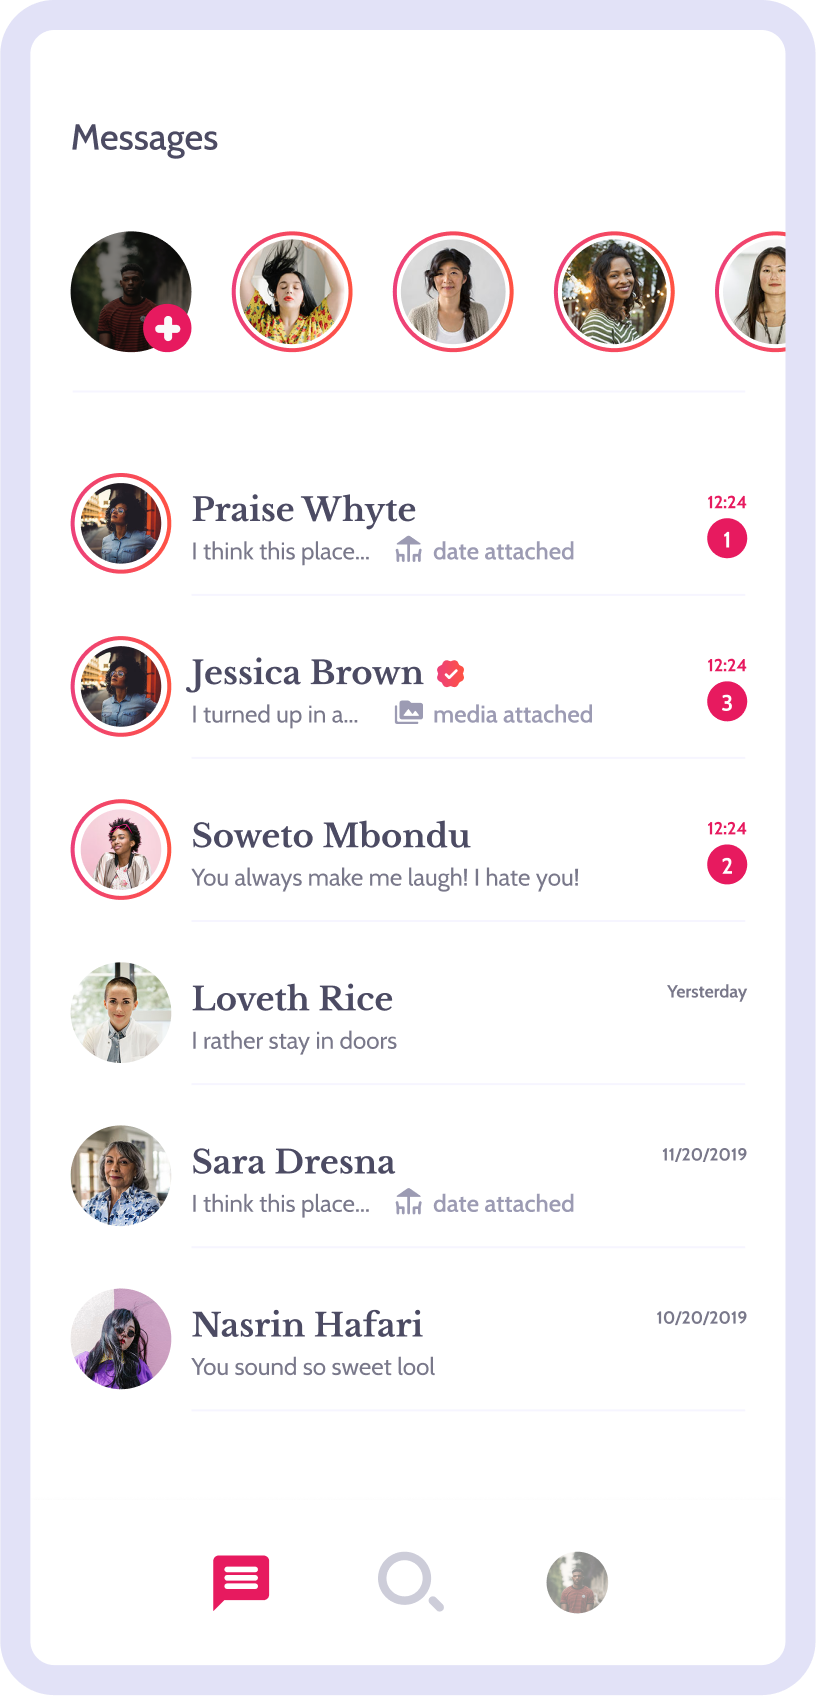 Messages
Praise Whyte
12:24
I think this place...
date attached
1
Jessica Brown
12:24
I turned up in a...
media attached
3
Soweto Mbondu
12:24
You always make me laugh! I hate you!
2
Loveth Rice
Yersterday
I rather stay in doors
Sara Dresna
11/20/2019
I think this place...
date attached
Nasrin Hafari
10/20/2019
You sound so sweet lool